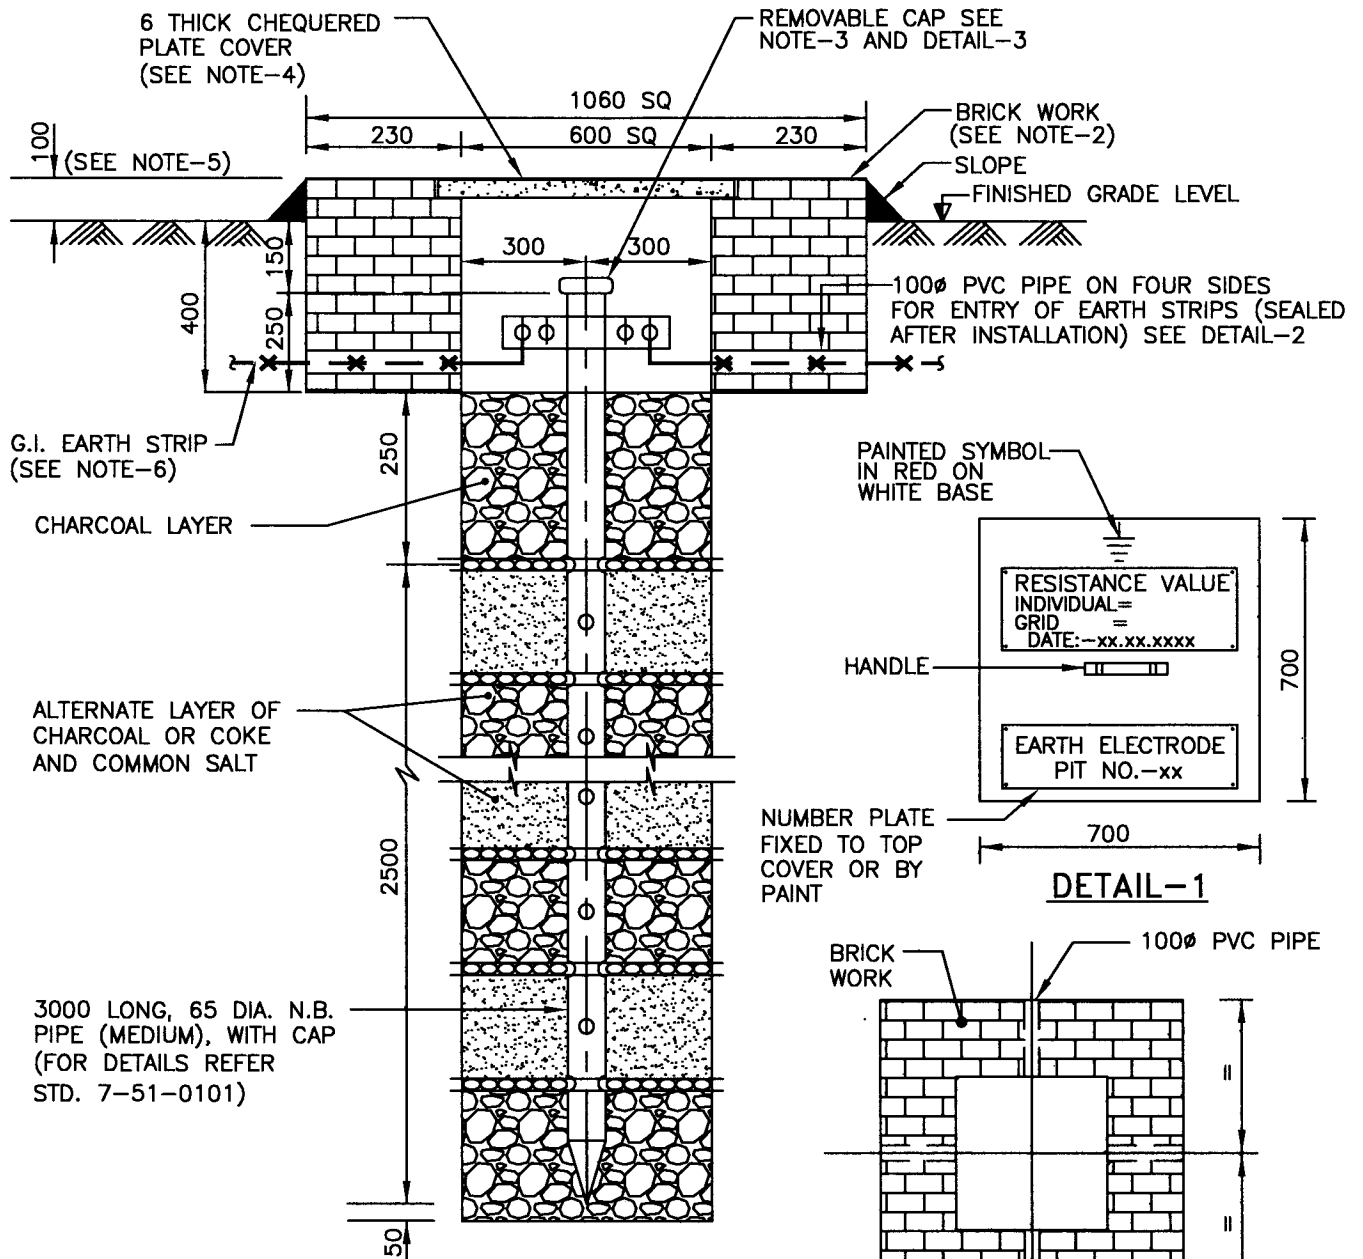 6 THICK CHEQUERED
PLATE COVER
(SEE NOTE-4)
REMOVABLE CAP SEE
NOTE-3 AND DETAIL-3
1060 SQ
230
600 SQ
230
BRICK WORK
(SEE NOTE-2)
SLOPE
FINISHED GRADE LEVEL
100
(SEE NOTE-5)
300
300
150
400
250
100ø PVC PIPE ON FOUR SIDES
FOR ENTRY OF EARTH STRIPS (SEALED
AFTER INSTALLATION) SEE DETAIL-2
G.I. EARTH STRIP
(SEE NOTE-6)
250
CHARCOAL LAYER
PAINTED SYMBOL
IN RED ON
WHITE BASE
RESISTANCE VALUE
INDIVIDUAL=
GRID =
DATE:-xx.xx.xxxx
HANDLE
700
EARTH ELECTRODE
PIT NO.-xx
ALTERNATE LAYER OF
CHARCOAL OR COKE
AND COMMON SALT
NUMBER PLATE
FIXED TO TOP
COVER OR BY
PAINT
700
DETAIL-1
2500
3000 LONG, 65 DIA. N.B.
PIPE (MEDIUM), WITH CAP
(FOR DETAILS REFER
STD. 7-51-0101)
BRICK
WORK
100ø PVC PIPE
=
=
50